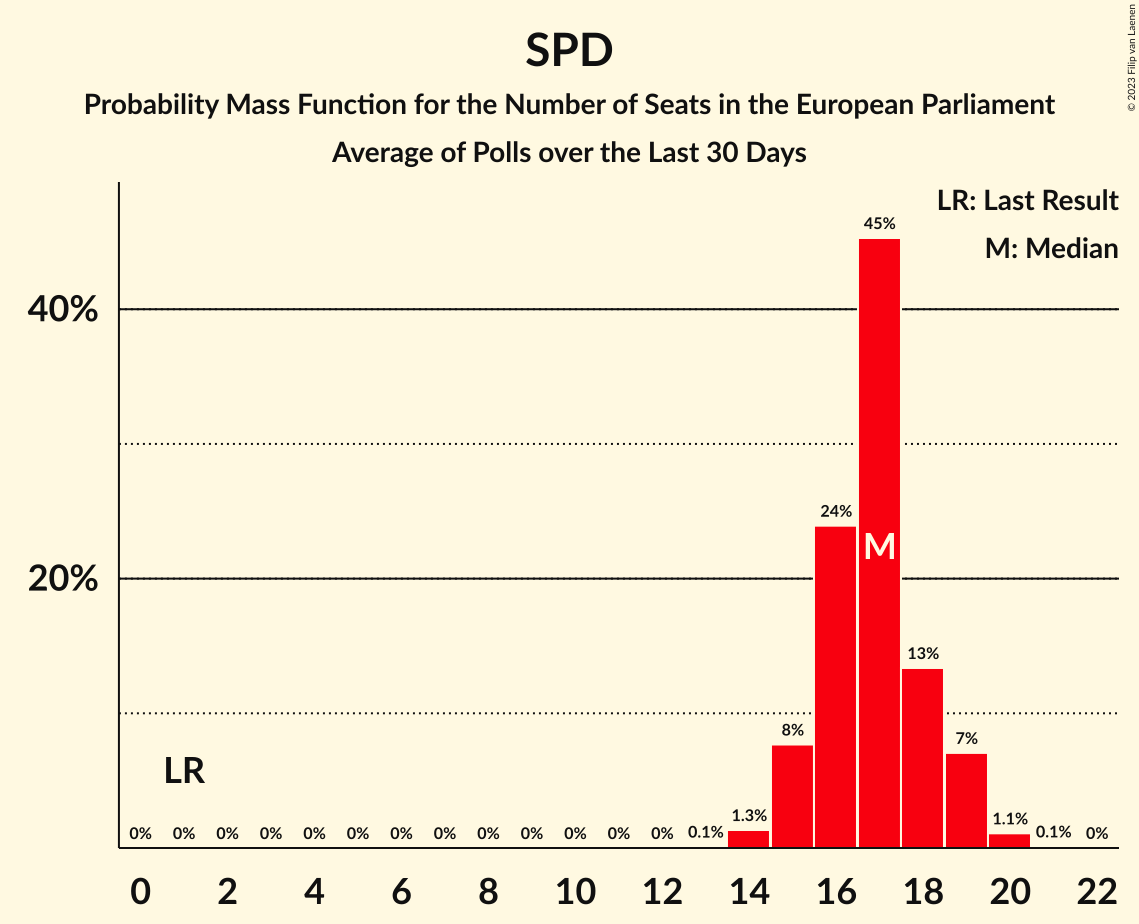 SPD
Probability Mass Function for the Number of Seats in the European Parliament
Average of Polls over the Last 30 Days
© 2023 Filip van Laenen
LR: Last Result
M: Median
45%
40%
24%
M
20%
13%
8%
7%
LR
1.3%
1.1%
0% 0% 0% 0% 0% 0% 0% 0% 0% 0% 0% 0% 0% 0.1% 0.1% 0%
0 2 4 6 8 10 12 14 16 18 20 22